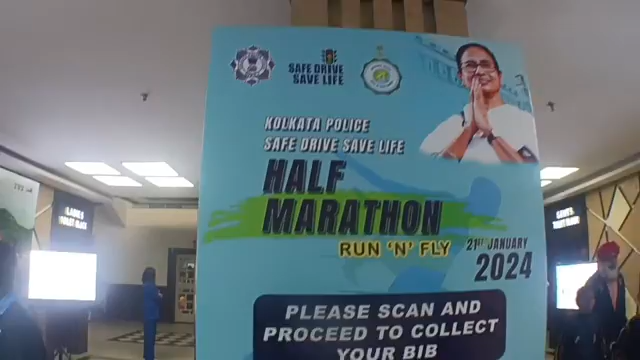 SAFE DRIVE
SAVE LIFE
KOLKATA POLICE
SAFE DRIVE SAVE LIFE
HALF
MARATHON
RUN 'N' FLY
21ST JANUARY
2024
PLEASE SCAN AND
PROCEED TO COLLECT
YOUR BIB